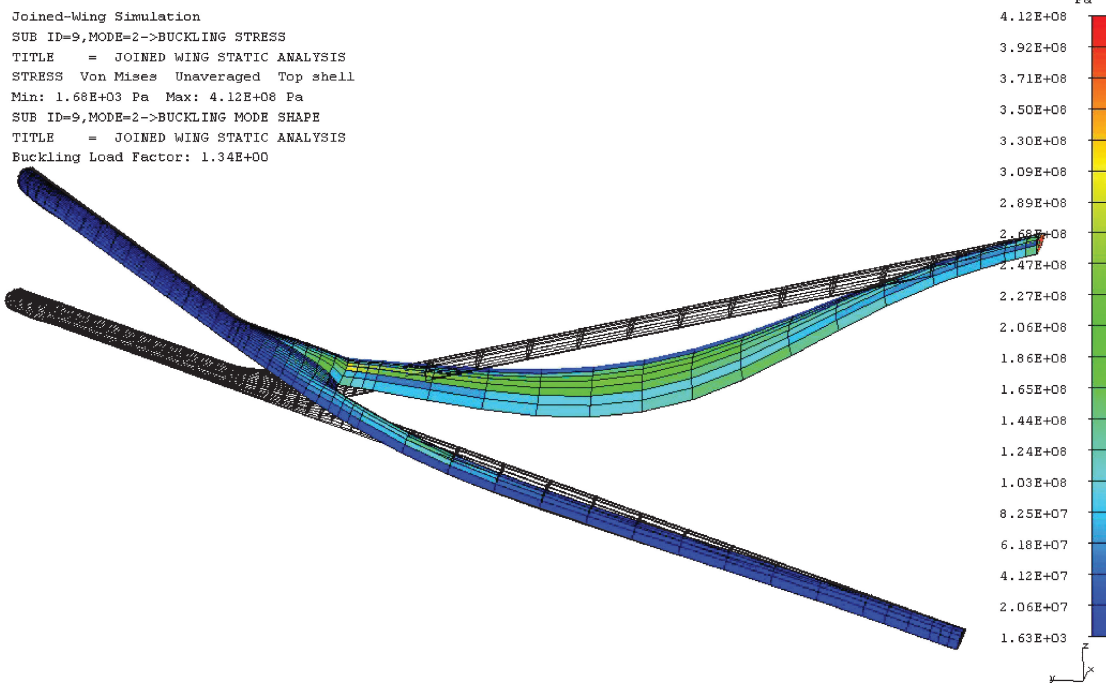 Joined-Wing Simulation
SUB ID=9,MODE=2->BUCKLING STRESS
TITLE = JOINED WING STATIC ANALYSIS
STRESS Von Mises Unaveraged Top shell
Min: 1.68E+03 Pa Max: 4.12E+08 Pa
SUB ID=9,MODE=2->BUCKLING MODE SHAPE
TITLE = JOINED WING STATIC ANALYSIS
Buckling Load Factor: 1.34E+00
Pa
4.12E+08
3.92E+08
3.71E+08
3.50E+08
3.30E+08
3.09E+08
2.89E+08
2.68E+08
2.47E+08
2.27E+08
2.06E+08
1.86E+08
1.65E+08
1.44E+08
1.24E+08
1.03E+08
8.25E+07
6.18E+07
4.12E+07
2.06E+07
1.63E+03
z
y x